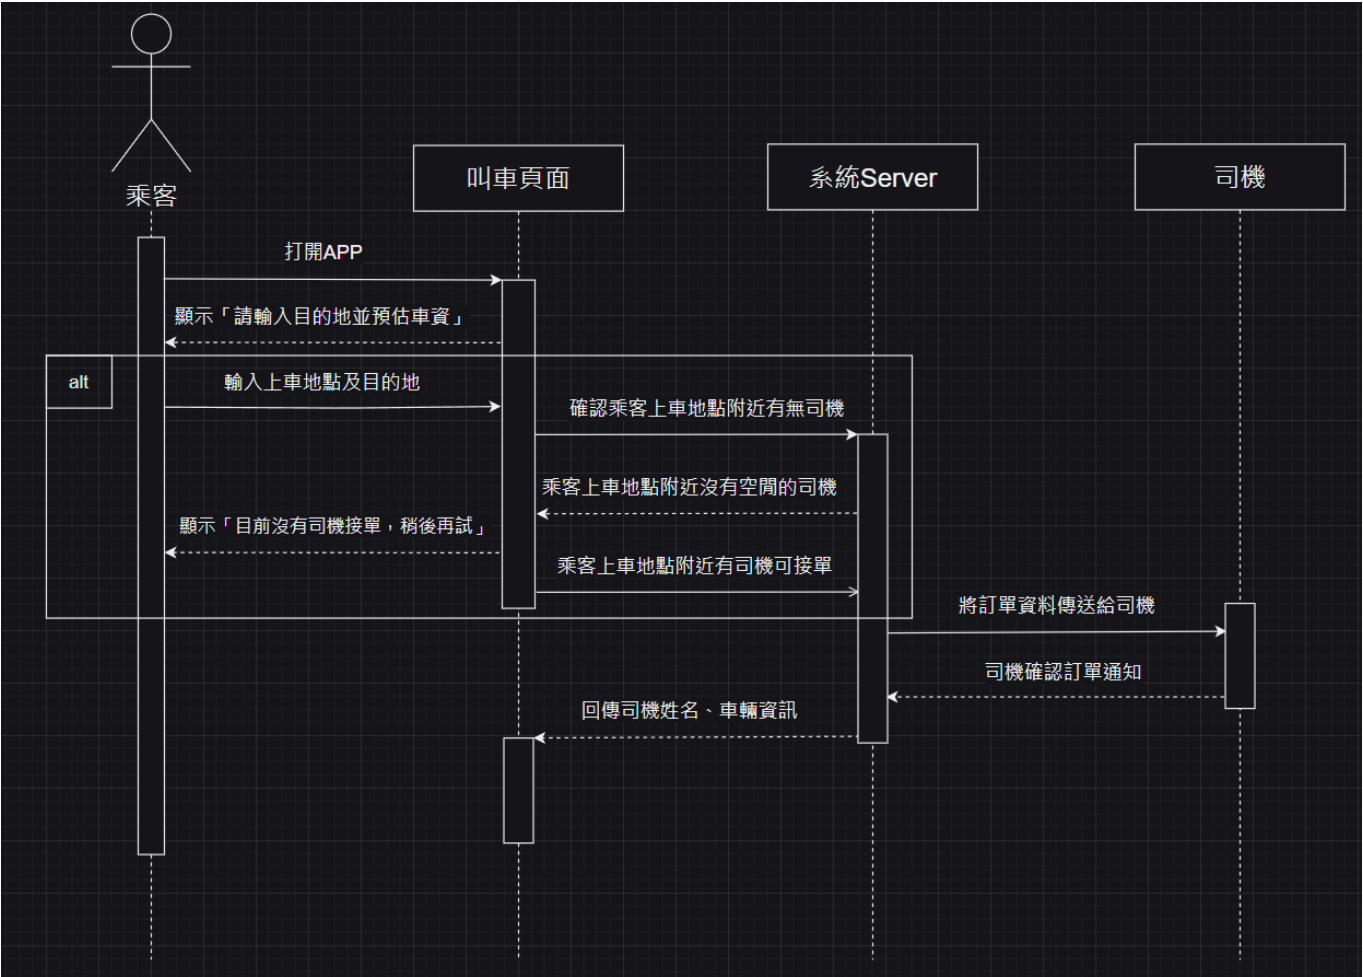 乘客
叫車頁面
系統Server
司機
打開APP
顯示「請輸入目的地並預估車資」
alt
輸入上車地點及目的地
確認乘客上車地點附近有無司機
乘客上車地點附近沒有空閒的司機
顯示「目前沒有司機接單，稍後再試」
乘客上車地點附近有司機可接單
將訂單資料傳送給司機
司機確認訂單通知
回傳司機姓名、車輛資訊